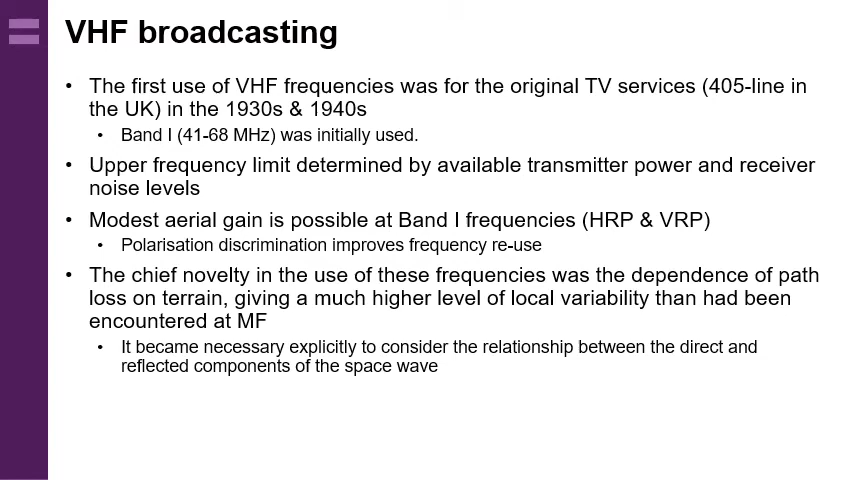 VHF broadcasting
• The first use of VHF frequencies was for the original TV services (405-line in
the UK) in the 1930s & 1940s
• Band I (41-68 MHz) was initially used.
• Upper frequency limit determined by available transmitter power and receiver
noise levels
• Modest aerial gain is possible at Band I frequencies (HRP & VRP)
• Polarisation discrimination improves frequency re-use
• The chief novelty in the use of these frequencies was the dependence of path
loss on terrain, giving a much higher level of local variability than had been
encountered at MF
• It became necessary explicitly to consider the relationship between the direct and
reflected components of the space wave